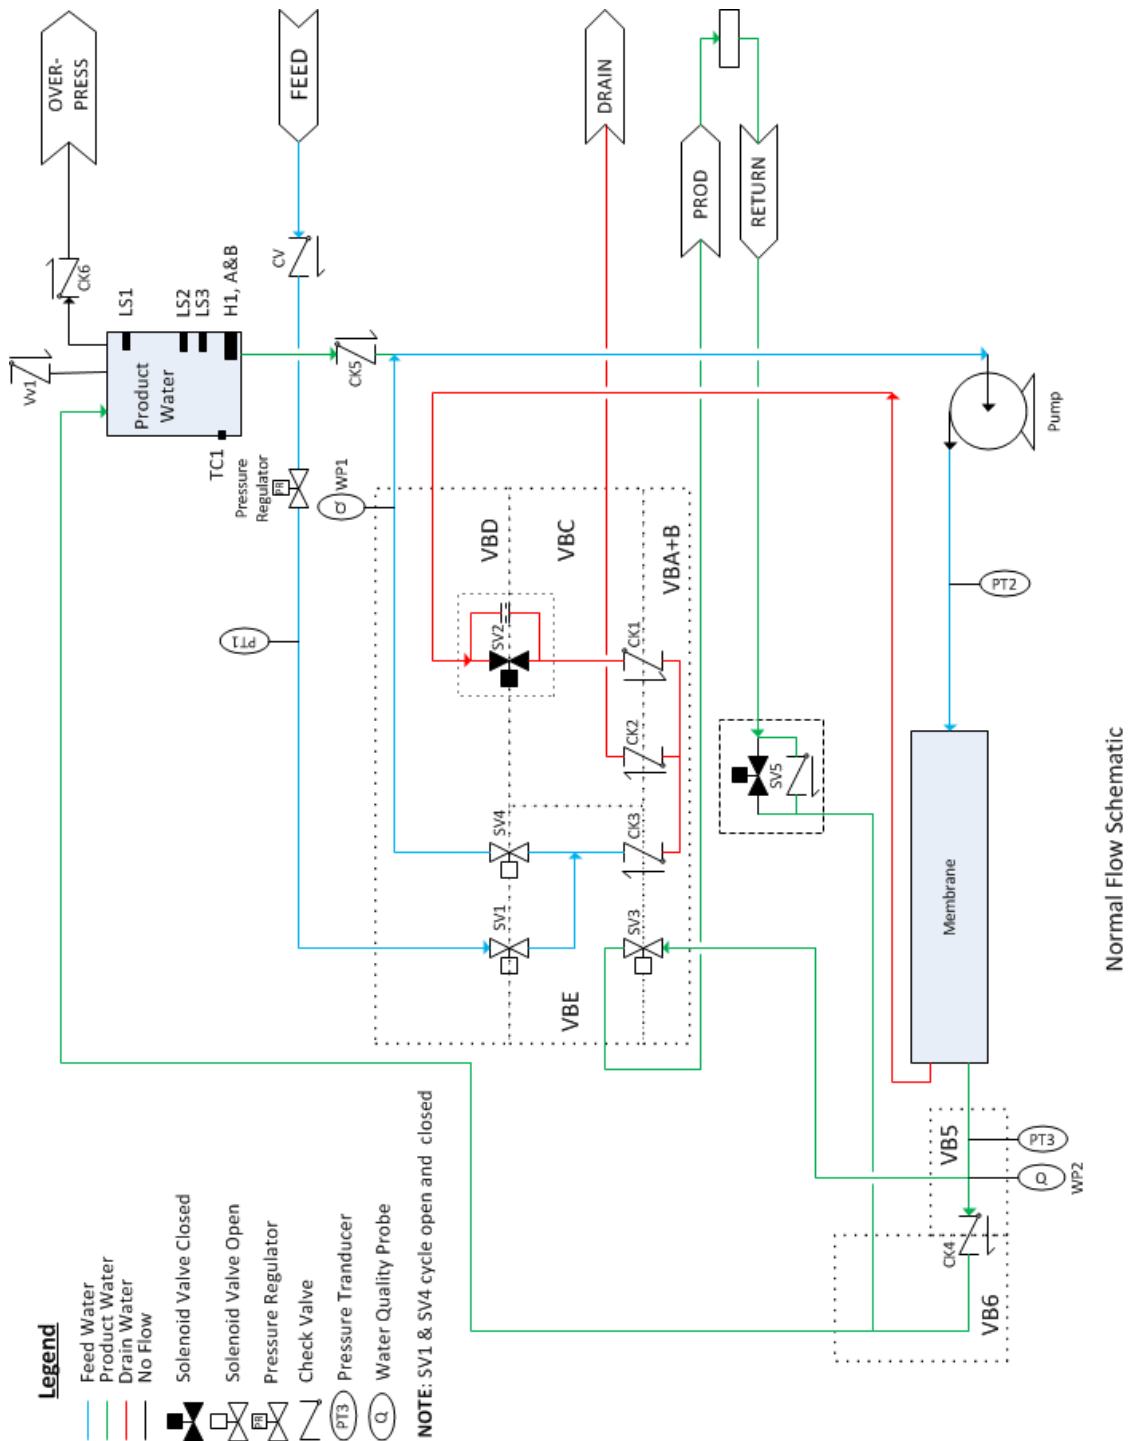 Legend
Feed Water
Product Water
Drain Water
No Flow
Solenoid Valve Closed
Solenoid Valve Open
PR
Pressure Regulator
Check Valve
PT3
Pressure Tranducer
Q
Water Quality Probe
NOTE: SV1 & SV4 cycle open and closed
OVER-
PRESS
FEED
DRAIN
PROD
RETURN
CK6
CV
Vv1
LS1
LS2
LS3
H1, A&B
Product
Water
TC1
CK5
Pressure
Regulator
PR
Q
WP1
PT1
VBD
VBC
VBA+B
VBE
SV2
CK1
CK2
CK3
SV4
SV1
SV3
SV5
Pump
PT2
Membrane
VB5
PT3
Q
WP2
CK4
VB6
Normal Flow Schematic